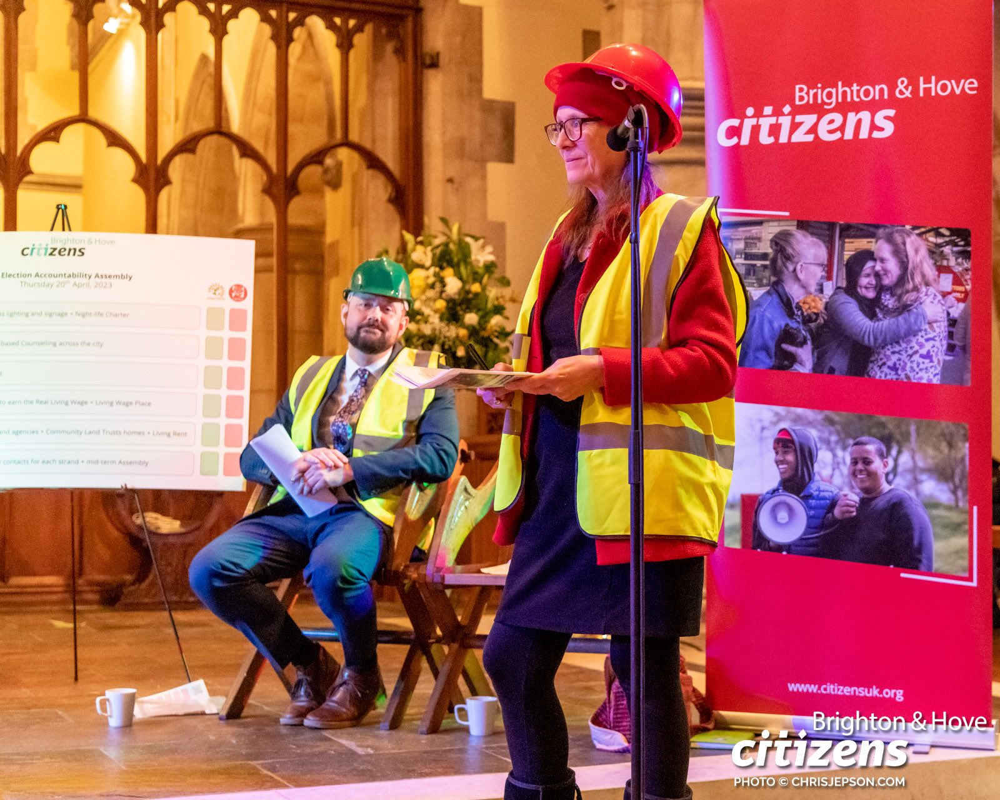 Brighton & Hove
citizens
Election Accountability Assembly
Thursday 20th April, 2023
lighting and signage + Night-life Charter
-based Counselling across the city
to earn the Real Living Wage + Living Wage Place
and agencies + Community Land Trusts homes + Living Rent
contacts for each strand + mid-term Assembly
Brighton & Hove
citizens
www.citizensuk.org
Brighton & Hove
citizens
PHOTO © CHRISJEPSON.COM